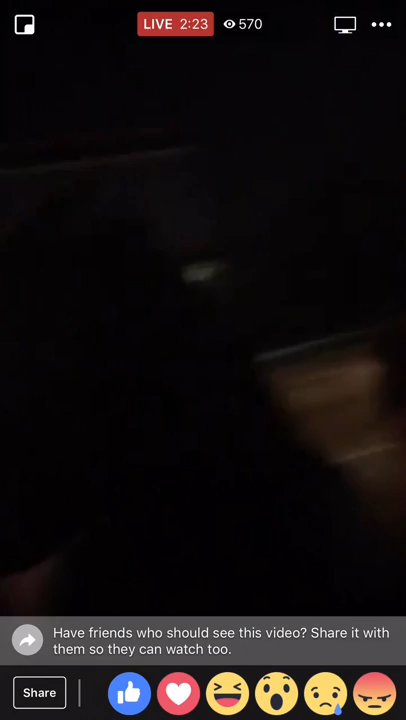 LIVE 2:23 570
Have friends who should see this video? Share it with
them so they can watch too.
Share